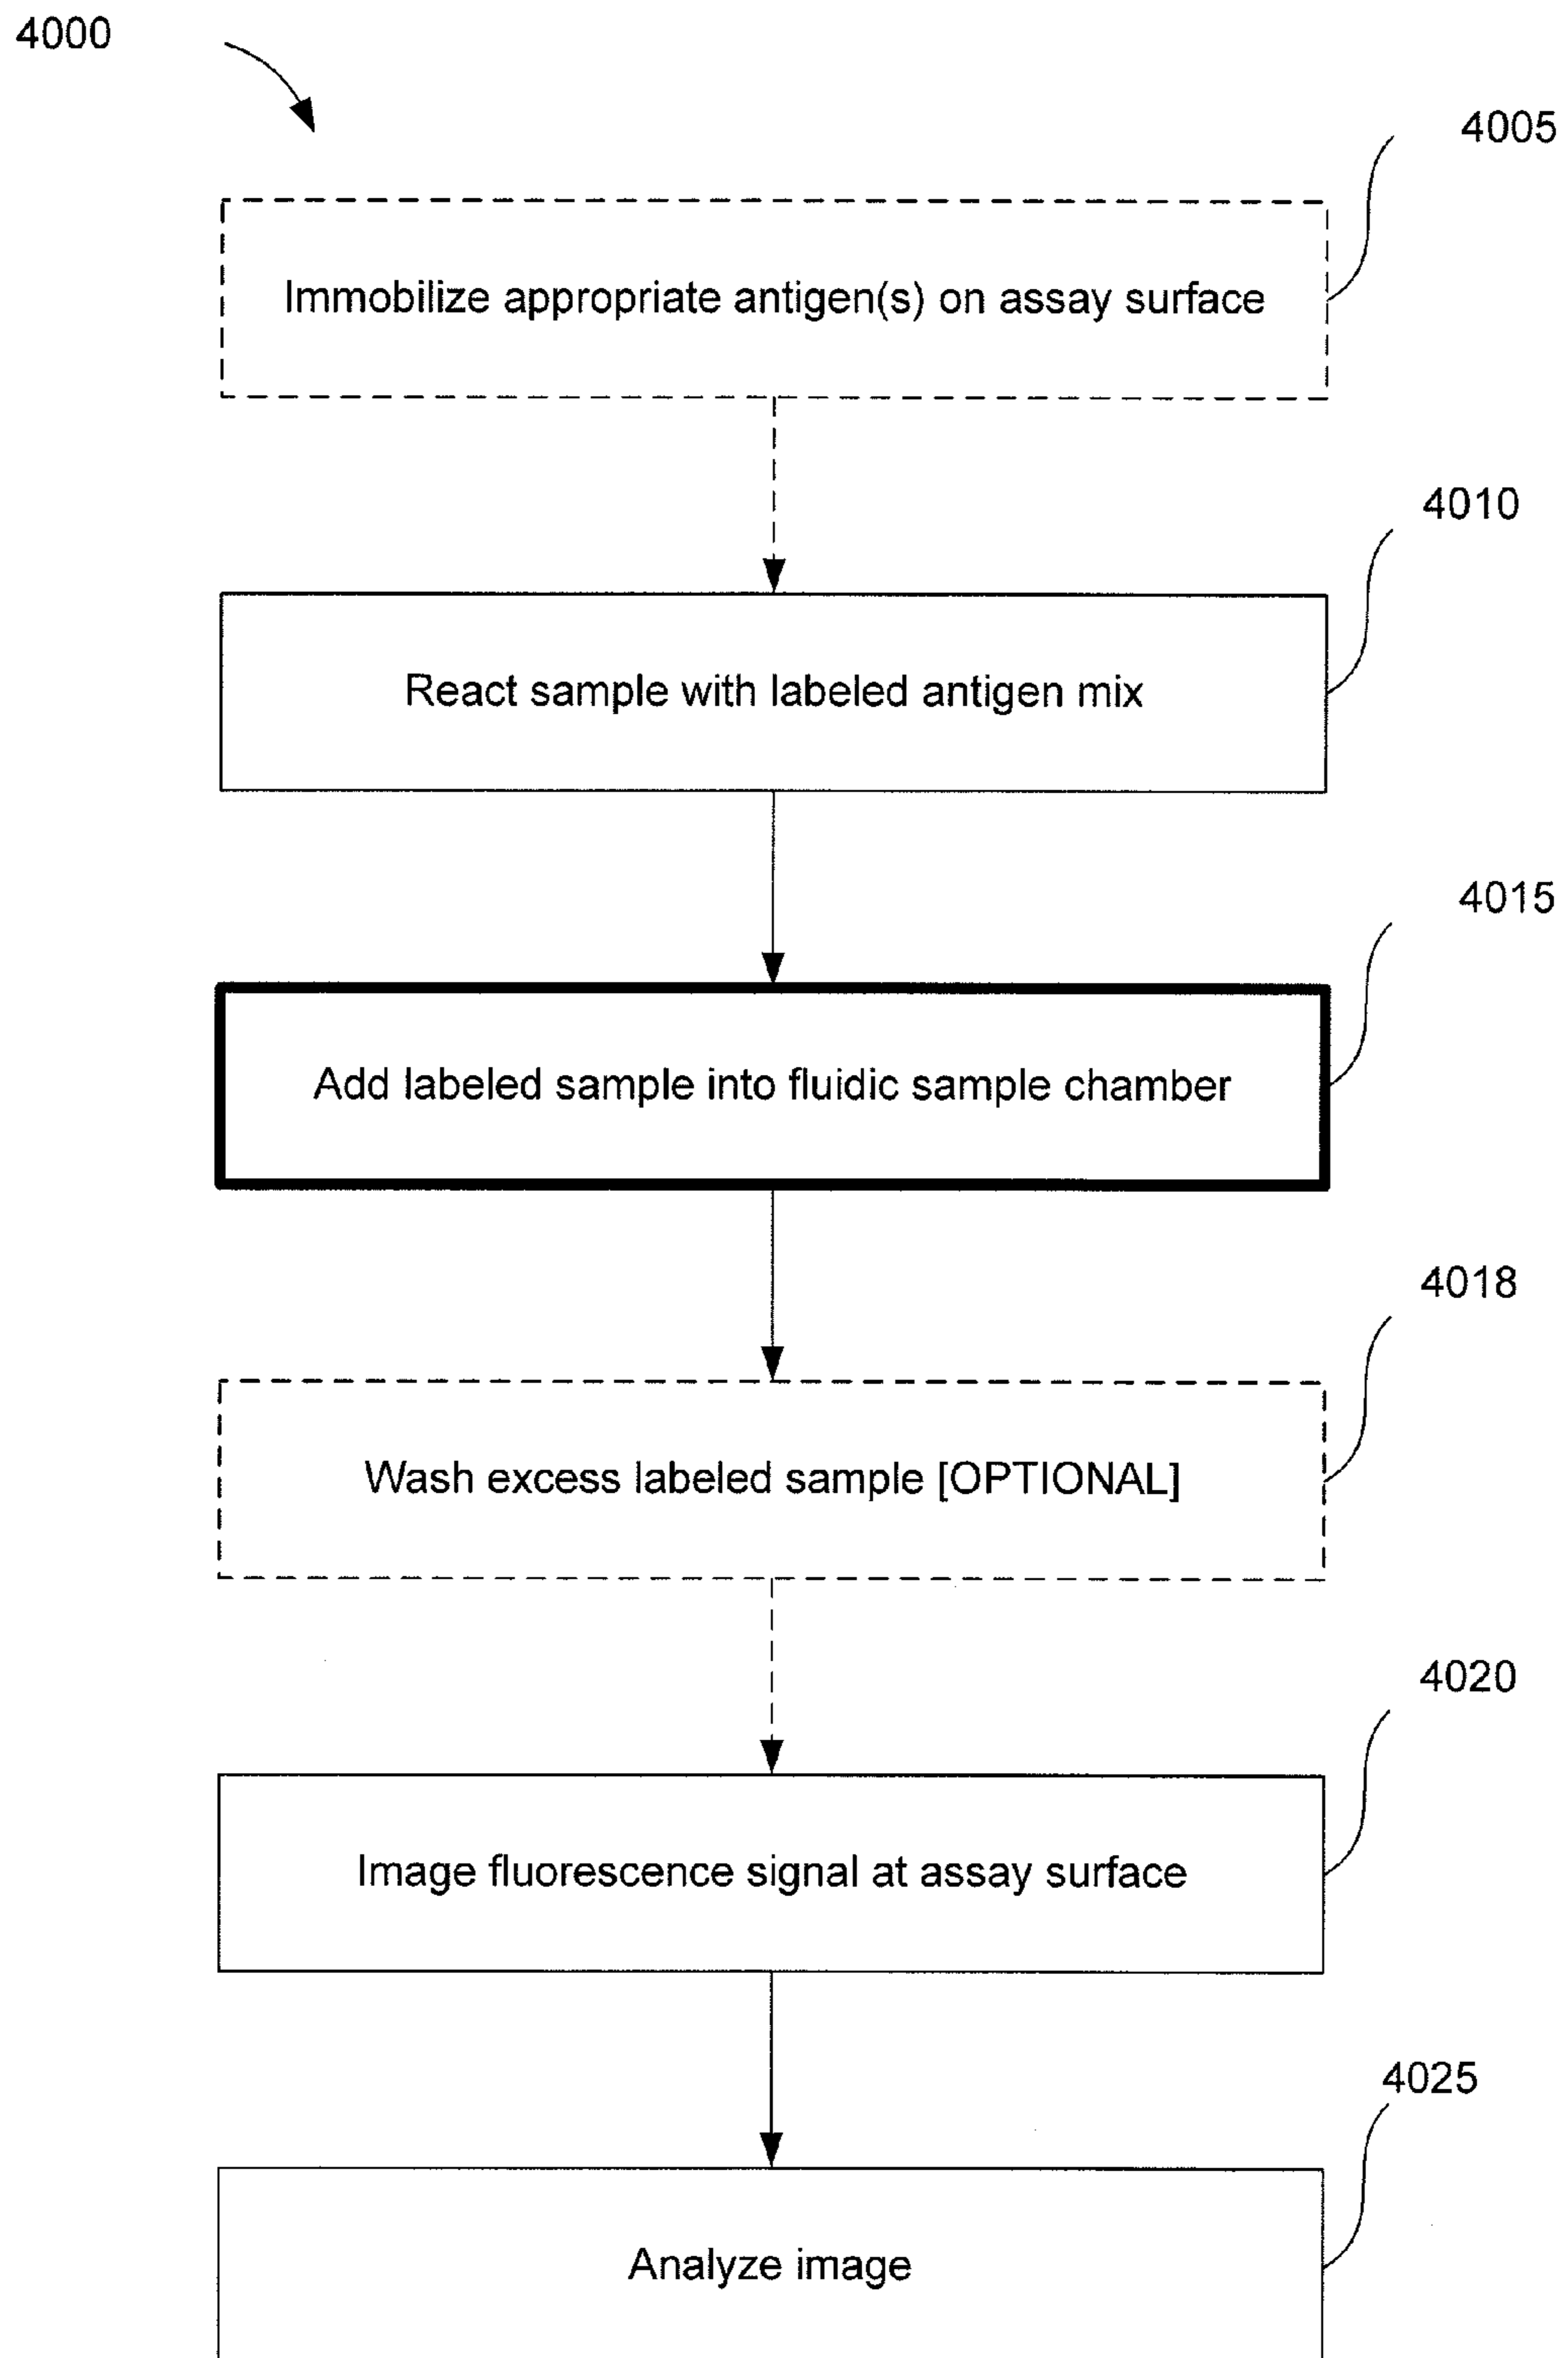 4000
4005
Immobilize appropriate antigen(s) on assay surface
4010
React sample with labeled antigen mix
4015
Add labeled sample into fluidic sample chamber
4018
Wash excess labeled sample [OPTIONAL]
4020
Image fluorescence signal at assay surface
4025
Analyze image